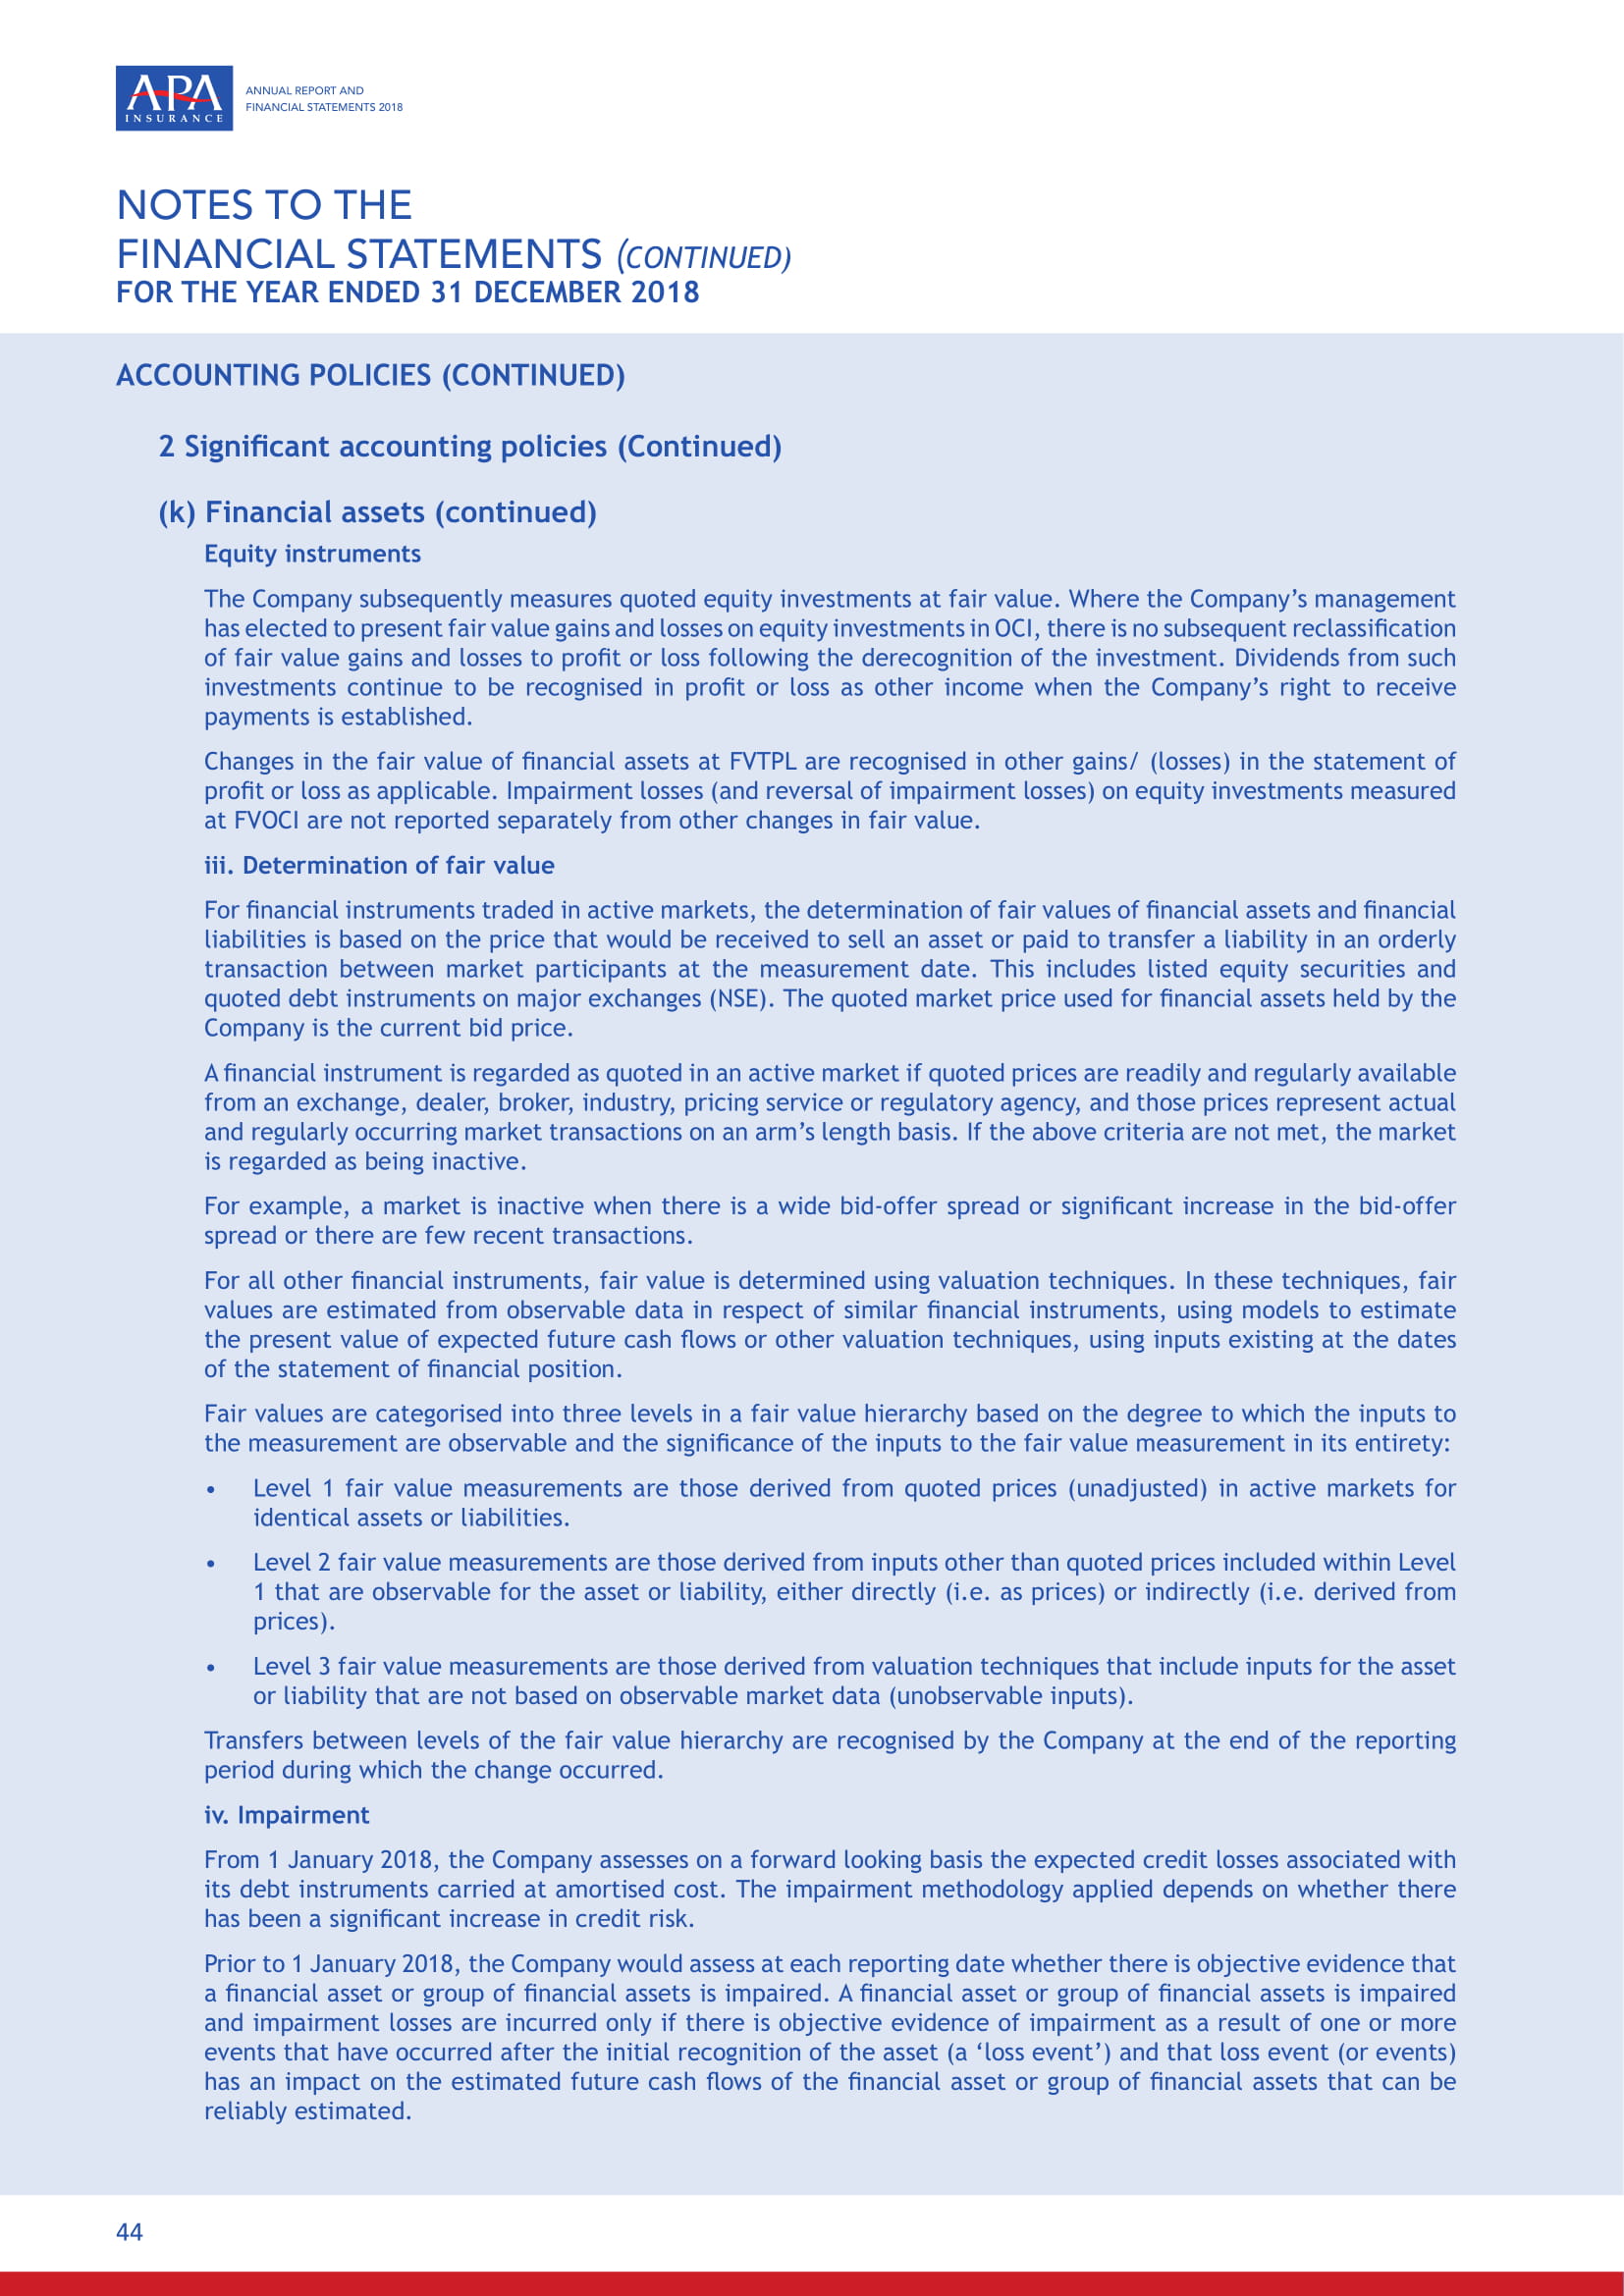 APA
INSURANCE
ANNUAL REPORT AND
FINANCIAL STATEMENTS 2018
NOTES TO THE
FINANCIAL STATEMENTS (CONTINUED)
FOR THE YEAR ENDED 31 DECEMBER 2018
ACCOUNTING POLICIES (CONTINUED)
2 Significant accounting policies (Continued)
(k) Financial assets (continued)
Equity instruments
The Company subsequently measures quoted equity investments at fair value. Where the Company’s management
has elected to present fair value gains and losses on equity investments in OCI, there is no subsequent reclassification
of fair value gains and losses to profit or loss following the derecognition of the investment. Dividends from such
investments continue to be recognised in profit or loss as other income when the Company’s right to receive
payments is established.
Changes in the fair value of financial assets at FVTPL are recognised in other gains/ (losses) in the statement of
profit or loss as applicable. Impairment losses (and reversal of impairment losses) on equity investments measured
at FVOCI are not reported separately from other changes in fair value.
iii. Determination of fair value
For financial instruments traded in active markets, the determination of fair values of financial assets and financial
liabilities is based on the price that would be received to sell an asset or paid to transfer a liability in an orderly
transaction between market participants at the measurement date. This includes listed equity securities and
quoted debt instruments on major exchanges (NSE). The quoted market price used for financial assets held by the
Company is the current bid price.
A financial instrument is regarded as quoted in an active market if quoted prices are readily and regularly available
from an exchange, dealer, broker, industry, pricing service or regulatory agency, and those prices represent actual
and regularly occurring market transactions on an arm’s length basis. If the above criteria are not met, the market
is regarded as being inactive.
For example, a market is inactive when there is a wide bid-offer spread or significant increase in the bid-offer
spread or there are few recent transactions.
For all other financial instruments, fair value is determined using valuation techniques. In these techniques, fair
values are estimated from observable data in respect of similar financial instruments, using models to estimate
the present value of expected future cash flows or other valuation techniques, using inputs existing at the dates
of the statement of financial position.
Fair values are categorised into three levels in a fair value hierarchy based on the degree to which the inputs to
the measurement are observable and the significance of the inputs to the fair value measurement in its entirety:
• Level 1 fair value measurements are those derived from quoted prices (unadjusted) in active markets for
identical assets or liabilities.
• Level 2 fair value measurements are those derived from inputs other than quoted prices included within Level
1 that are observable for the asset or liability, either directly (i.e. as prices) or indirectly (i.e. derived from
prices).
• Level 3 fair value measurements are those derived from valuation techniques that include inputs for the asset
or liability that are not based on observable market data (unobservable inputs).
Transfers between levels of the fair value hierarchy are recognised by the Company at the end of the reporting
period during which the change occurred.
iv. Impairment
From 1 January 2018, the Company assesses on a forward looking basis the expected credit losses associated with
its debt instruments carried at amortised cost. The impairment methodology applied depends on whether there
has been a significant increase in credit risk.
Prior to 1 January 2018, the Company would assess at each reporting date whether there is objective evidence that
a financial asset or group of financial assets is impaired. A financial asset or group of financial assets is impaired
and impairment losses are incurred only if there is objective evidence of impairment as a result of one or more
events that have occurred after the initial recognition of the asset (a ‘loss event’) and that loss event (or events)
has an impact on the estimated future cash flows of the financial asset or group of financial assets that can be
reliably estimated.
44